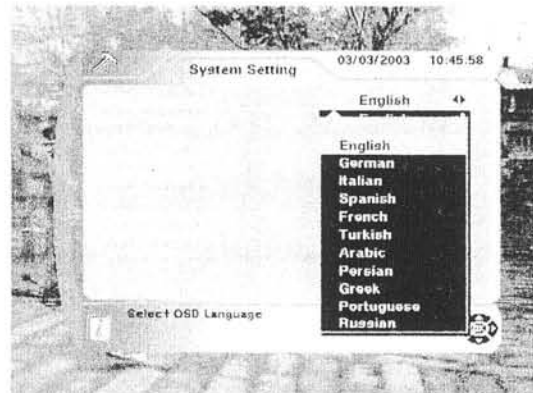 System Setting
03/03/2003 10:45.58
English
English
German
Italian
Spanish
French
Turkish
Arabic
Persian
Greek
Portuguese
Russian
Select OSD Language
i